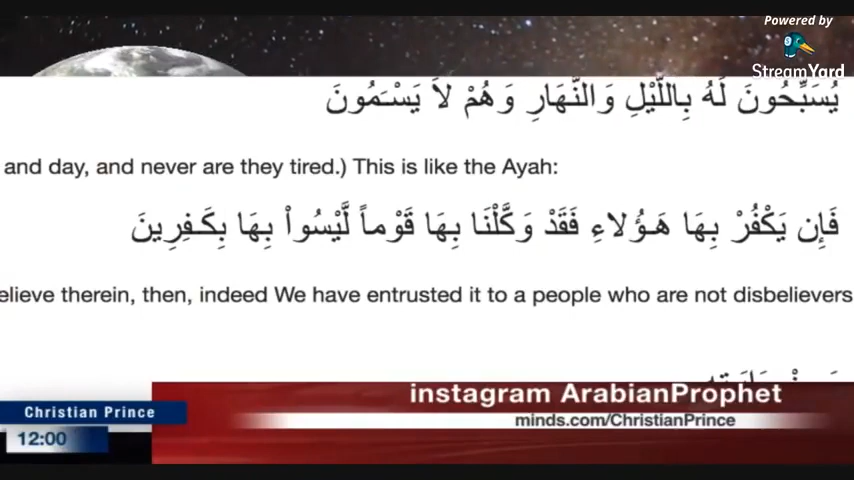 Powered by
StreamYard
يُسَبِّحُونَ لَهُ بِاللَّيْلِ وَالنَّهَارِ وَهُمْ لاَ يَسْـَمُونَ
and day, and never are they tired.) This is like the Ayah:
فَإِن يَكْفُرْ بِهَا هَـؤُلاءِ فَقَدْ وَكَّلْنَا بِهَا قَوْماً لَّيْسُواْ بِهَا بِكَـفِرِينَ
elieve therein, then, indeed We have entrusted it to a people who are not disbelievers
instagram ArabianProphet
Christian Prince
minds.com/ChristianPrince
12:00